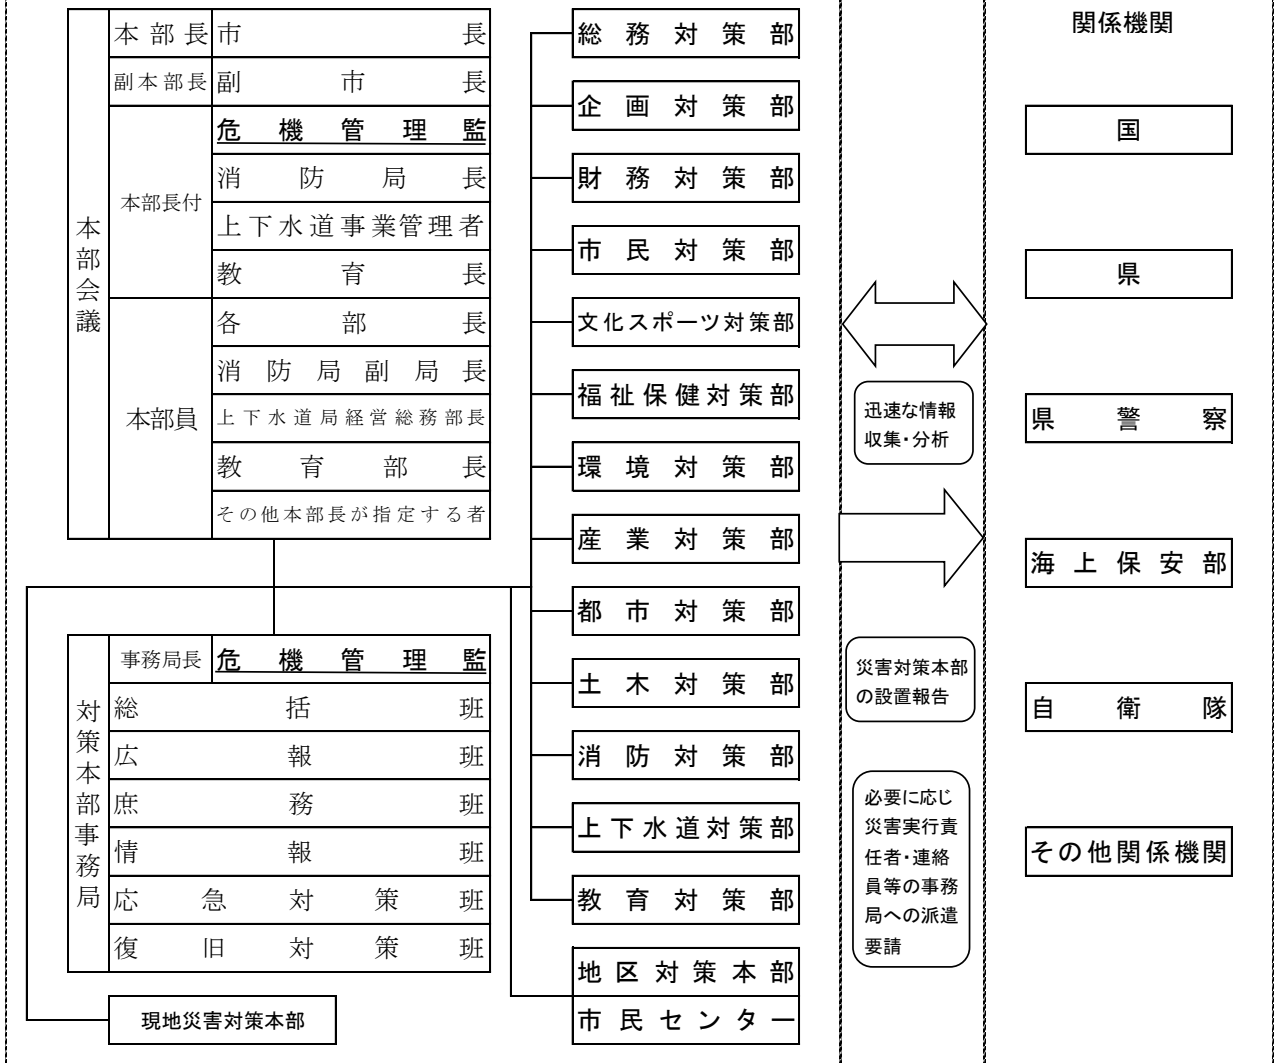 本部会議
本部長 市長
副本部長 副市長
本部長付
危機管理監
消防局長
上下水道事業管理者
教育長
本部員
各部長
消防局副局長
上下水道局経営総務部長
教育部長
その他本部長が指定する者
対策本部事務局
事務局長 危機管理監
総括班
広報班
庶務班
情報班
応急対策班
復旧対策班
現地災害対策本部
総務対策部
企画対策部
財務対策部
市民対策部
文化スポーツ対策部
福祉保健対策部
環境対策部
産業対策部
都市対策部
土木対策部
消防対策部
上下水道対策部
教育対策部
地区対策本部
市民センター
迅速な情報
収集・分析
災害対策本部
の設置報告
必要に応じ
災害実行責
任者・連絡
員等の事務
局への派遣
要請
関係機関
国
県
県警察
海上保安部
自衛隊
その他関係機関